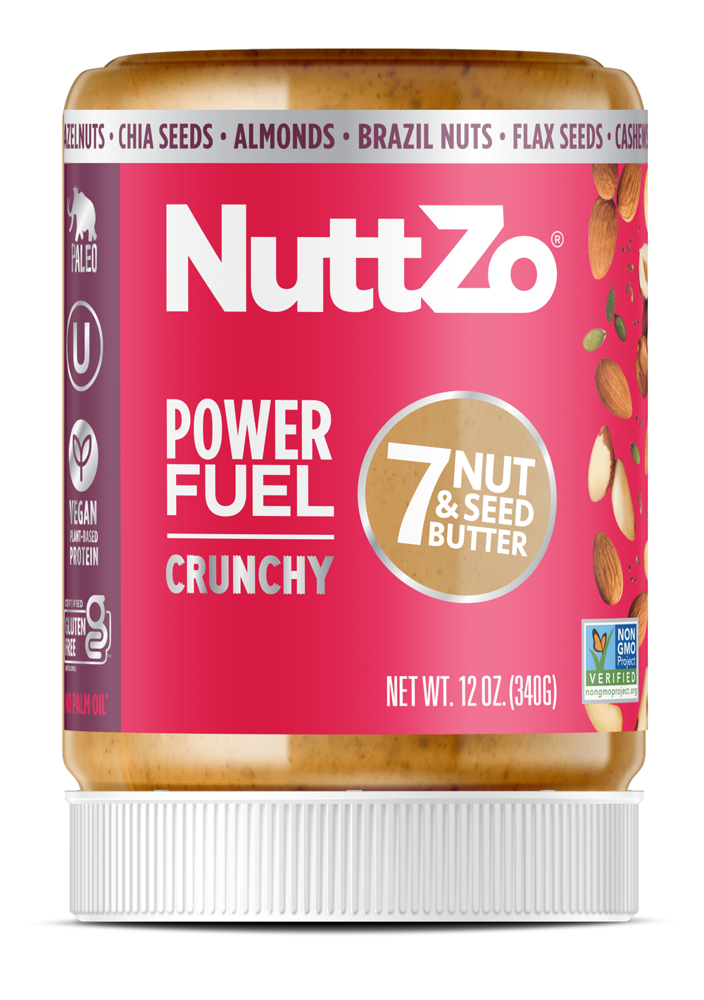 AZELNUTS • CHIA SEEDS • ALMONDS • BRAZIL NUTS • FLAX SEEDS • CASHEWS
NuttZo®
PALEO
U
POWER
FUEL
CRUNCHY
7 NUT
& SEED
BUTTER
VEGAN
PLANT-BASED
PROTEIN
CERTIFIED
GLUTEN
FREE
NO PALM OIL*
NET WT. 12 OZ. (340G)
NON
GMO
Project
VERIFIED
nongmoproject.org